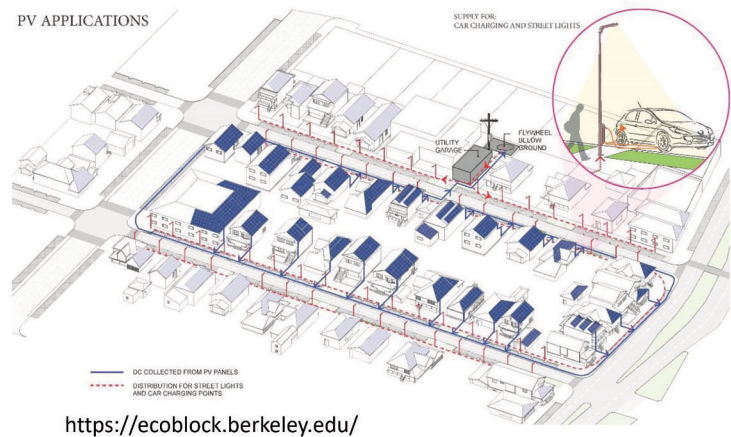 PV APPLICATIONS
SUPPLY FOR:
CAR CHARGING AND STREET LIGHTS
UTILITY
GARAGE
FLYWHEEL
BELOW
GROUND
DC COLLECTED FROM PV PANELS
DISTRIBUTION FOR STREET LIGHTS
AND CAR CHARGING POINTS
https://ecoblock.berkeley.edu/